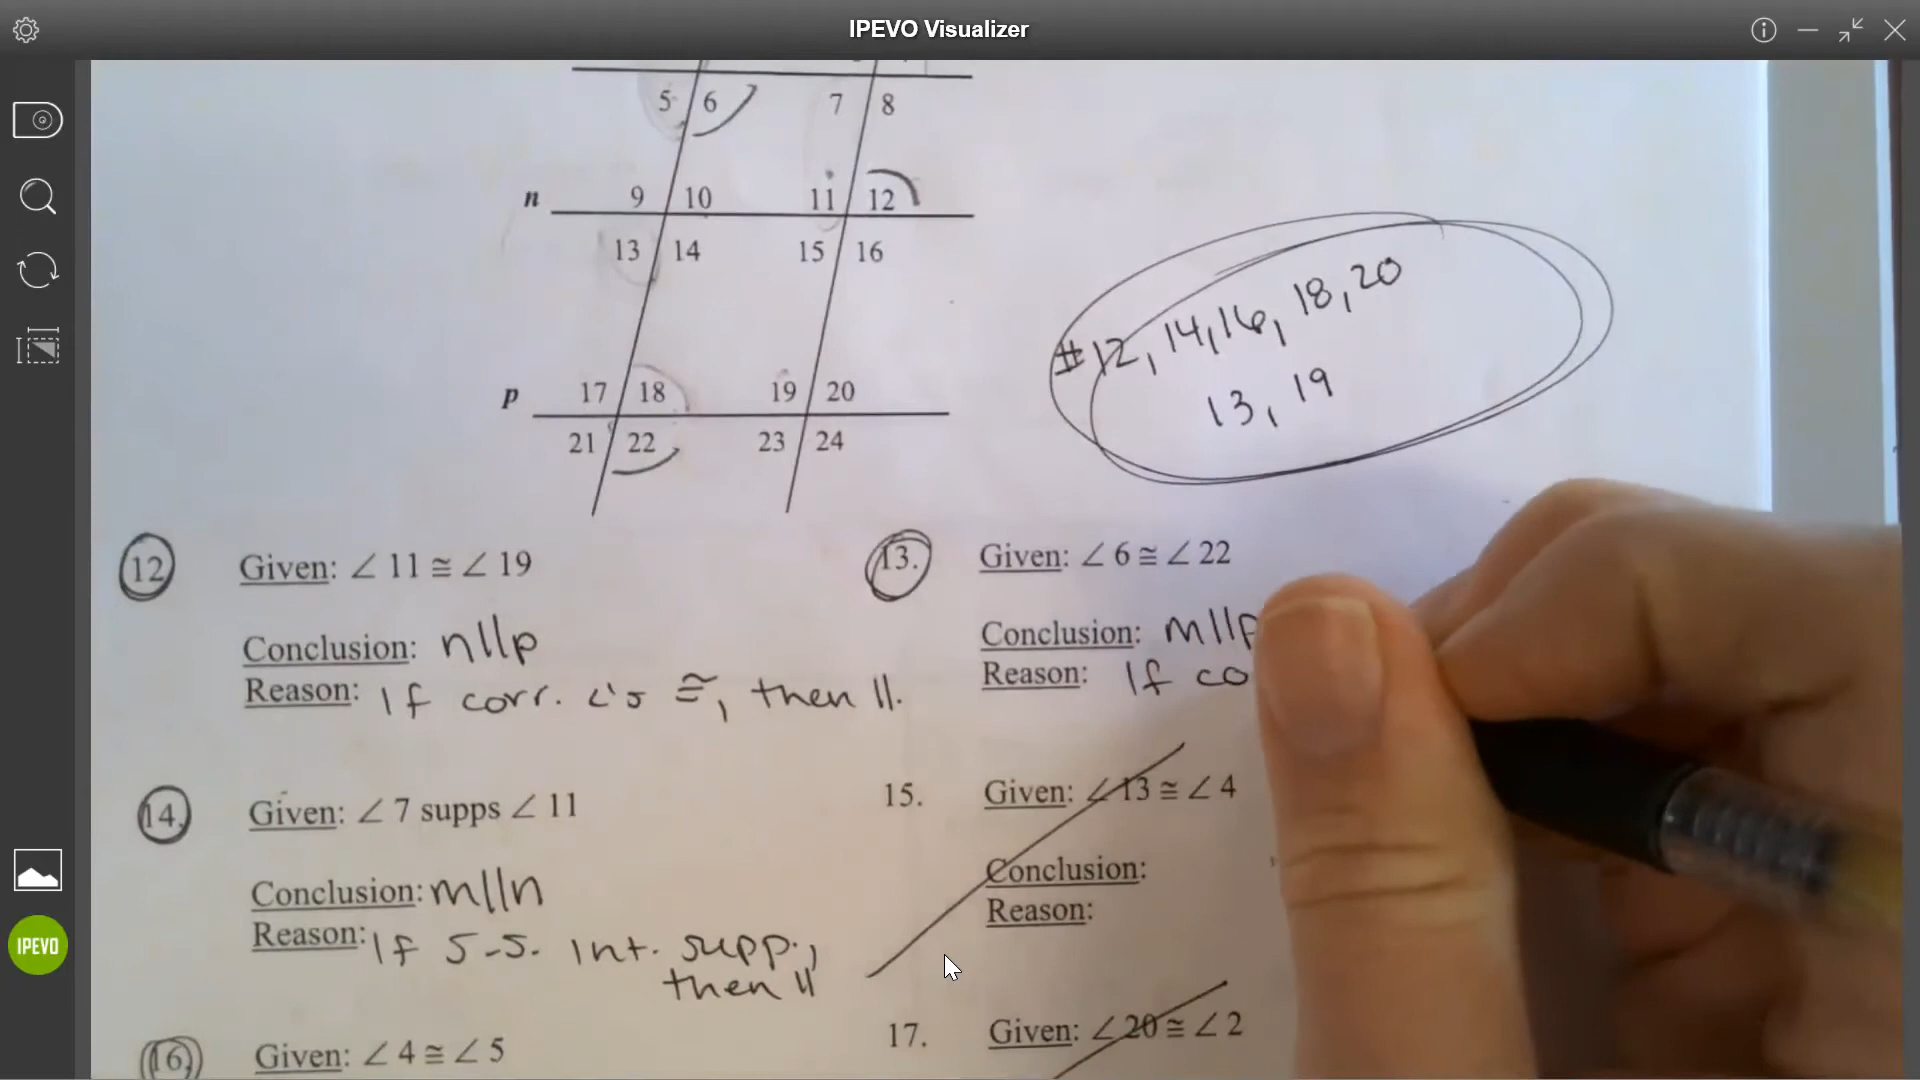 IPEVO Visualizer
5 6 7 8
n 9 10 11 12
13 14 15 16
#12, 14, 16, 18, 20
13, 19
p 17 18 19 20
21 22 23 24
12 Given: ∠ 11 ≅ ∠ 19
Conclusion: n||p
Reason: If corr. ∠'s ≅, then ||.
13. Given: ∠ 6 ≅ ∠ 22
Conclusion: m||p
Reason: If co
14. Given: ∠ 7 supps ∠ 11
Conclusion: m||n
Reason: If s-s. int. supp.,
then ||
15. Given: ∠ 13 ≅ ∠ 4
Conclusion:
Reason:
16. Given: ∠ 4 ≅ ∠ 5
17. Given: ∠ 20 ≅ ∠ 2
IPEVO